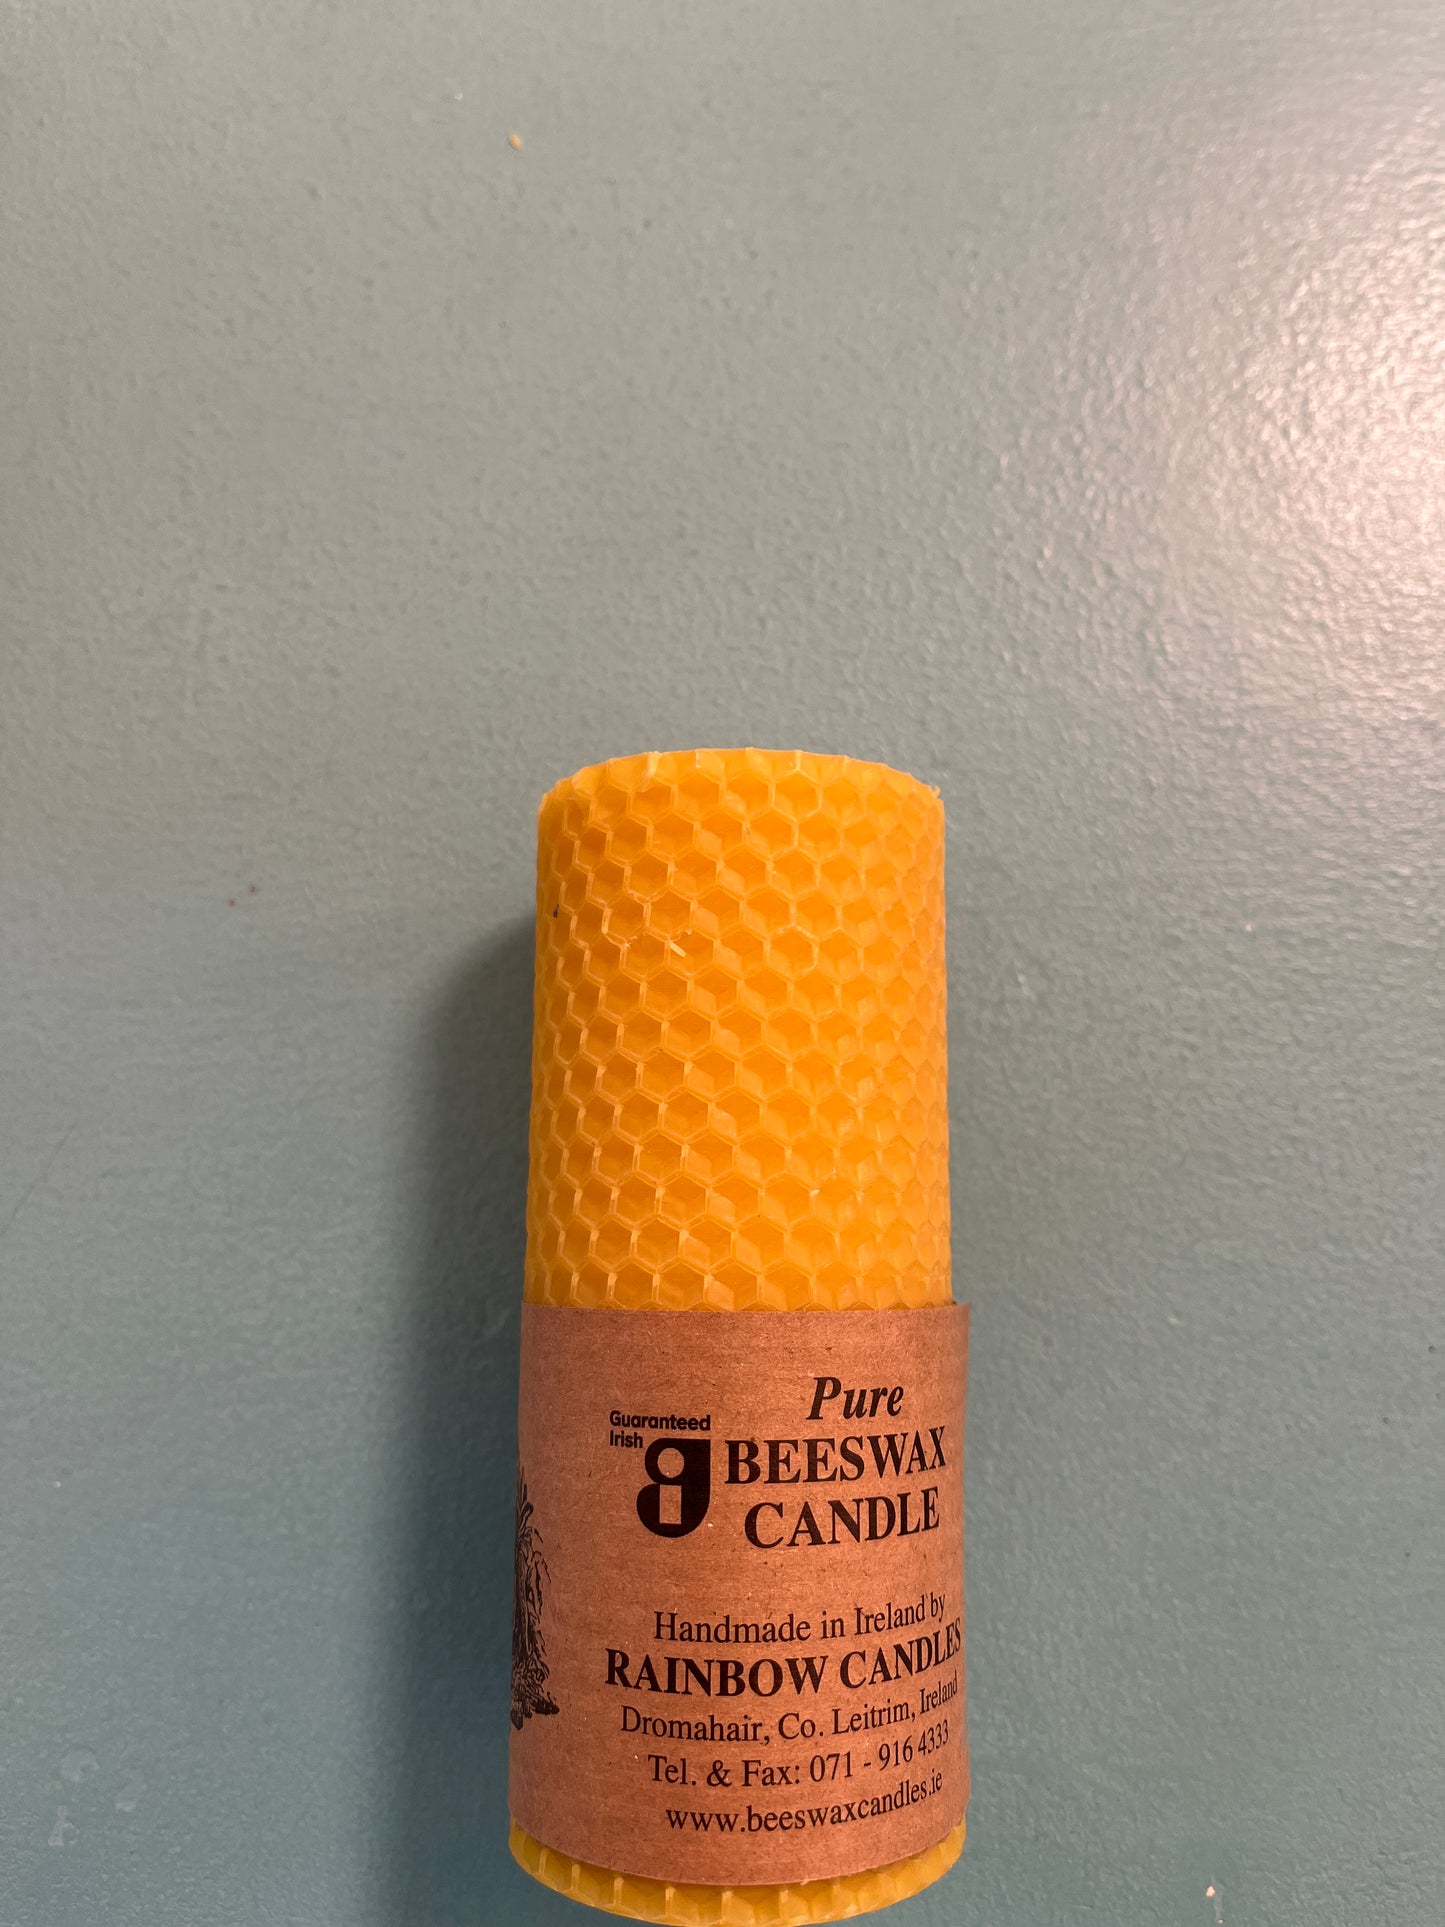 Guaranteed
Irish
Pure
BEESWAX
CANDLE
Handmade in Ireland by
RAINBOW CANDLES
Dromahair, Co. Leitrim, Ireland
Tel. & Fax: 071 - 916 4333
www.beeswaxcandles.ie